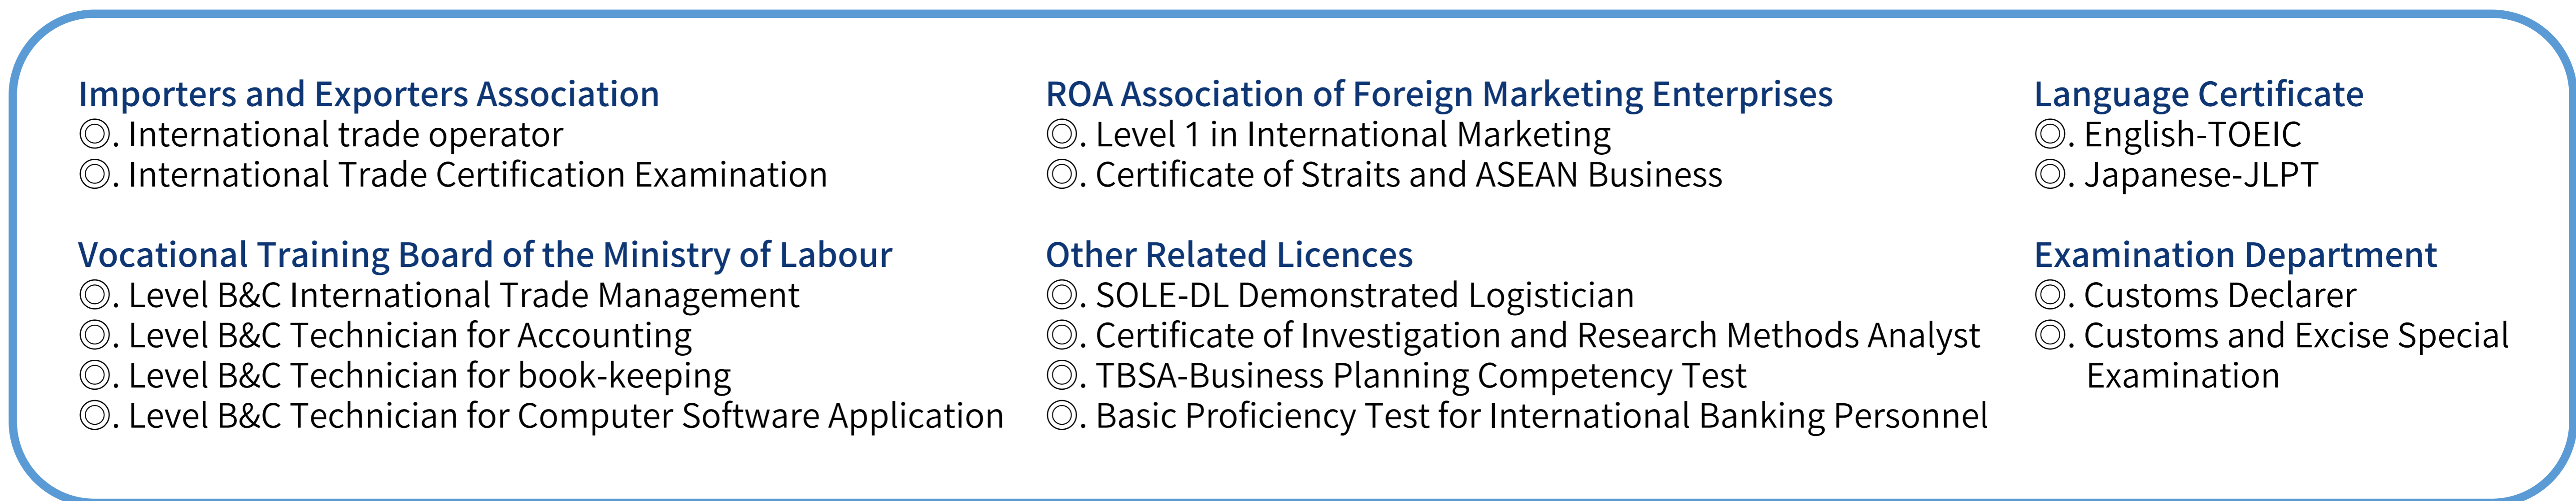 Importers and Exporters Association
◎. International trade operator
◎. International Trade Certification Examination
Vocational Training Board of the Ministry of Labour
◎. Level B&C International Trade Management
◎. Level B&C Technician for Accounting
◎. Level B&C Technician for book-keeping
◎. Level B&C Technician for Computer Software Application
ROA Association of Foreign Marketing Enterprises
◎. Level 1 in International Marketing
◎. Certificate of Straits and ASEAN Business
Other Related Licences
◎. SOLE-DL Demonstrated Logistician
◎. Certificate of Investigation and Research Methods Analyst
◎. TBSA-Business Planning Competency Test
◎. Basic Proficiency Test for International Banking Personnel
Language Certificate
◎. English-TOEIC
◎. Japanese-JLPT
Examination Department
◎. Customs Declarer
◎. Customs and Excise Special
Examination